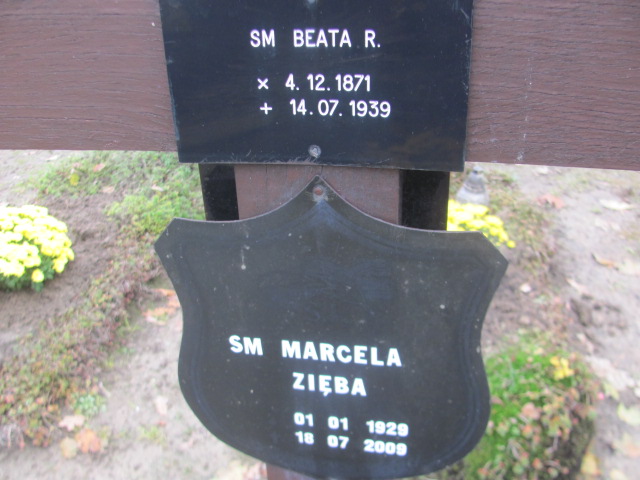 SM BEATA R.
× 4.12.1871
+ 14.07.1939
SM MARCELA
ZIĘBA
01 01 1929
18 07 2009